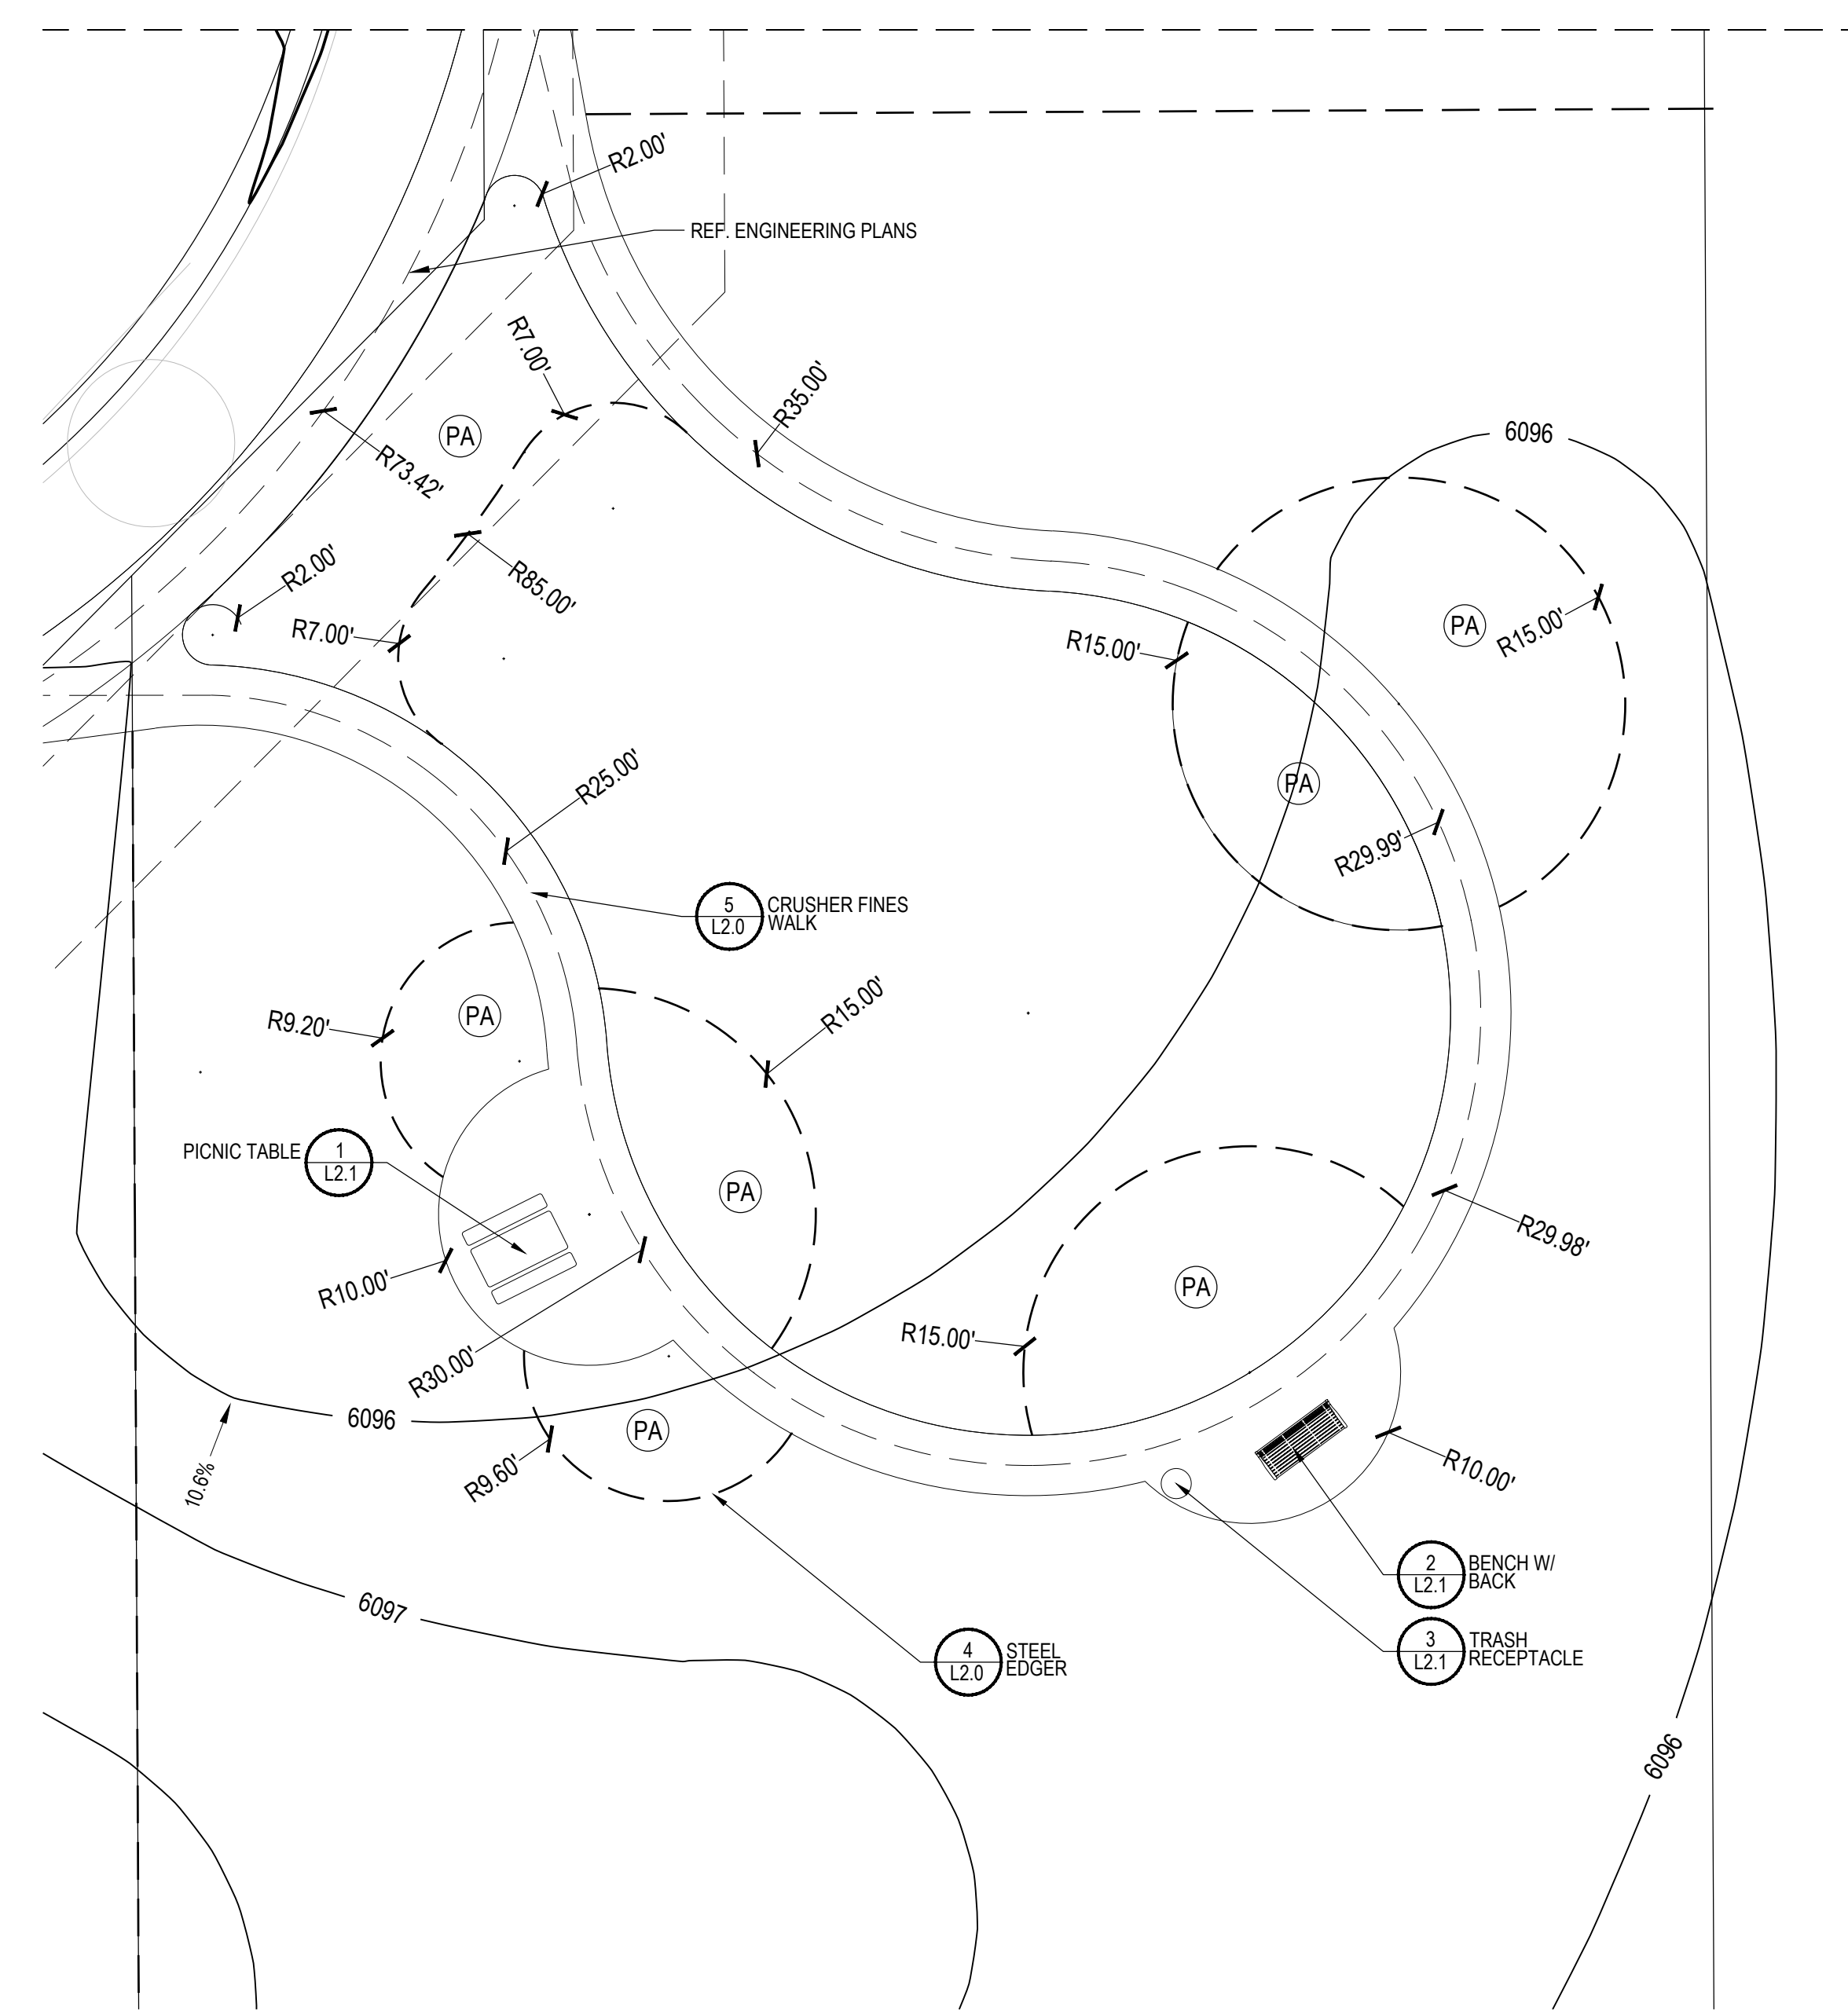 R2.00'
REF. ENGINEERING PLANS
R7.00'
R35.00'
6096
PA
R73.42'
R2.00'
R85.00'
R7.00'
R15.00'
PA
R15.00'
R25.00'
PA
R29.99'
5
L2.0
CRUSHER FINES
WALK
R9.20'
PA
R15.00'
PICNIC TABLE
1
L2.1
PA
R29.98'
R10.00'
PA
R15.00'
R30.00'
6096
PA
10.6%
R9.60'
R10.00'
2
L2.1
BENCH W/
BACK
6097
4
L2.0
STEEL
EDGER
3
L2.1
TRASH
RECEPTACLE
6096